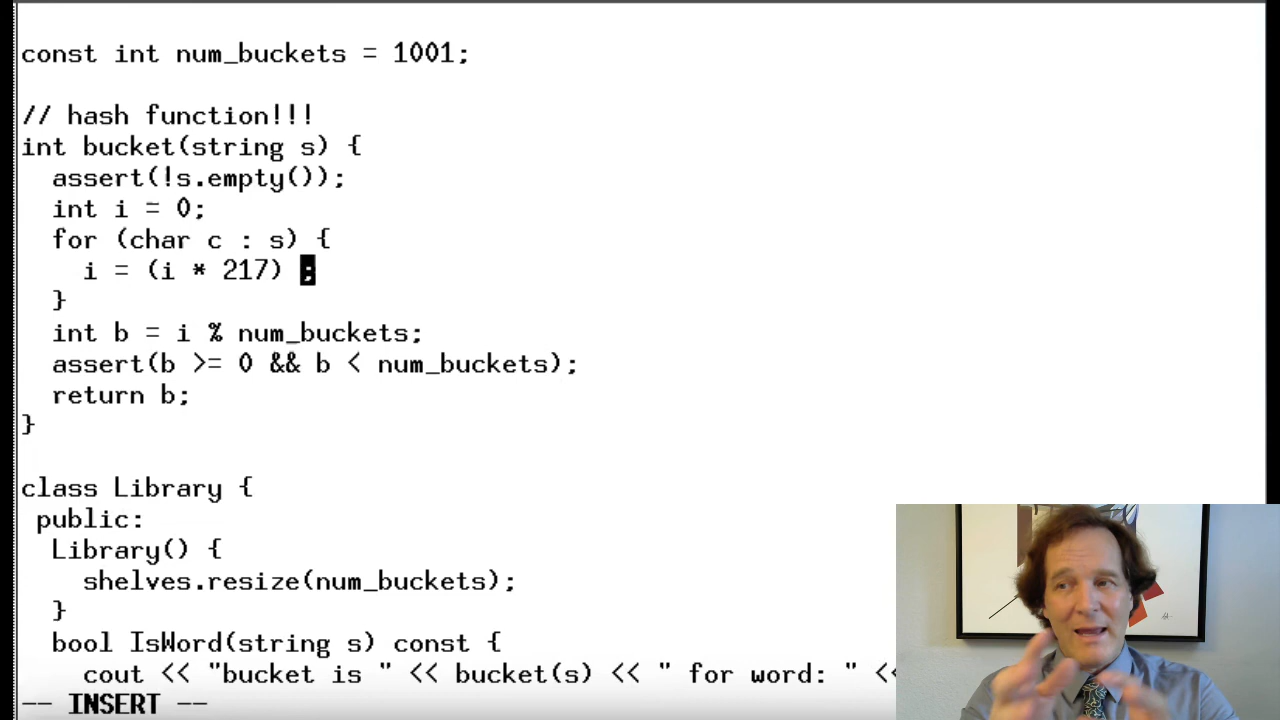 const int num_buckets = 1001;
// hash function!!!
int bucket(string s) {
  assert(!s.empty());
  int i = 0;
  for (char c : s) {
    i = (i * 217) ;
  }
  int b = i % num_buckets;
  assert(b >= 0 && b < num_buckets);
  return b;
}
class Library {
 public:
  Library() {
    shelves.resize(num_buckets);
  }
  bool IsWord(string s) const {
    cout << "bucket is " << bucket(s) << " for word: " <<
-- INSERT --